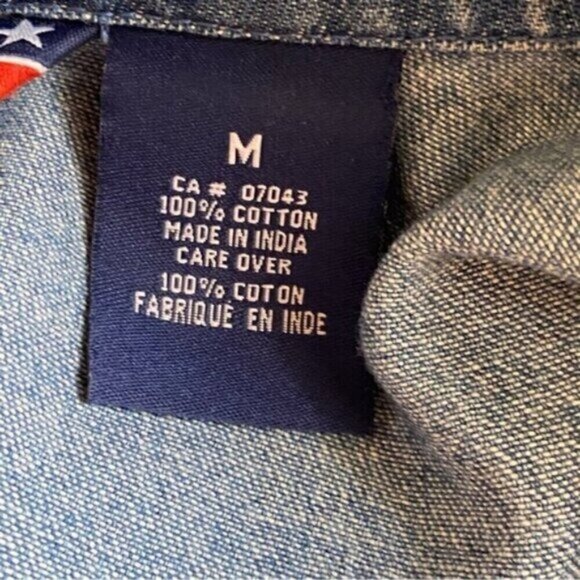 M
CA # 07043
100% COTTON
MADE IN INDIA
CARE OVER
100% COTON
FABRIQUÉ EN INDE